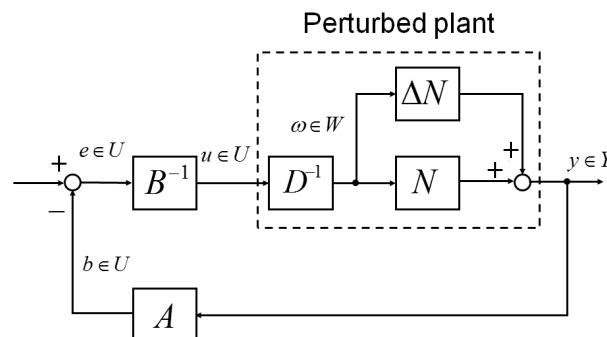 Perturbed plant
ΔN
ω∈W
+
e∈U
u∈U
+
+
y∈Y
B⁻¹
D⁻¹
N
−
b∈U
A